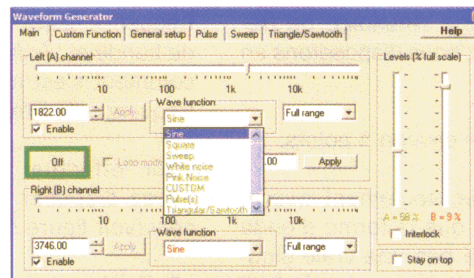 Waveform Generator
Main Custom Function General setup Pulse Sweep Triangle/Sawtooth Help
Left (A) channel
Levels (% full scale)
10 100 1k 10k
Wave function
1822.00 Apply Sine Full range
Enable
Sine
Square
Sweep
White noise
Pink Noise
CUSTOM
Pulse(s)
Triangular/Sawtooth
Off .00 Apply
Right (B) channel
10 10k
A = 58 % B = 9 %
Wave function
Interlock
3746.00 Apply Sine Full range
Enable
Stay on top